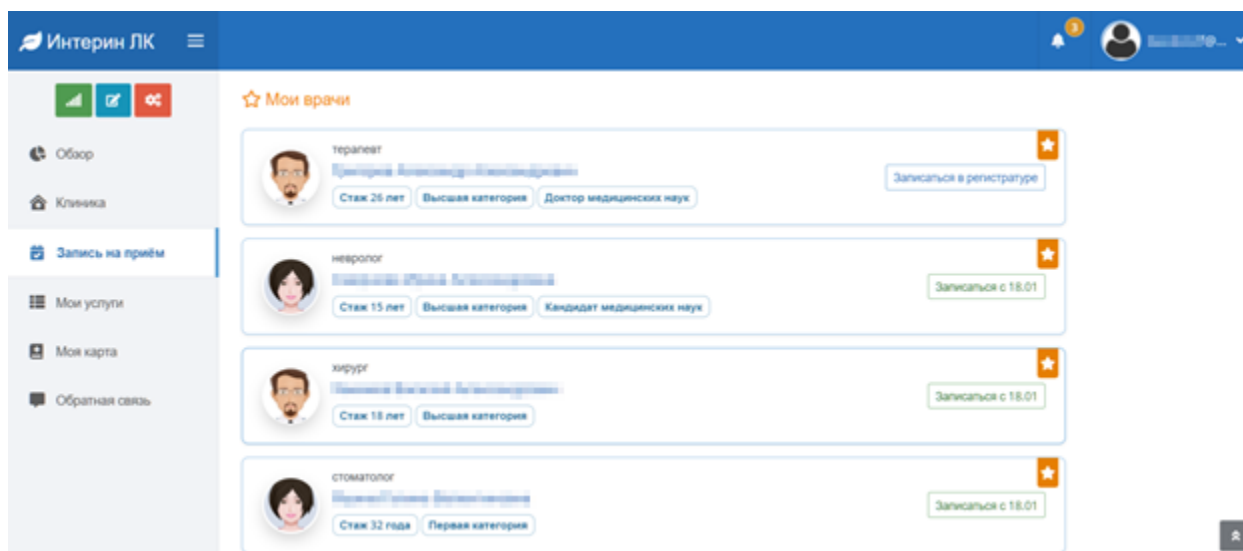 Интерин ЛК
3
Обзор
Клиника
Запись на приём
Мои услуги
Моя карта
Обратная связь
Мои врачи
терапевт
Стаж 26 лет Высшая категория Доктор медицинских наук
Записаться в регистратуре
невролог
Стаж 15 лет Высшая категория Кандидат медицинских наук
Записаться с 18.01
хирург
Стаж 18 лет Высшая категория
Записаться с 18.01
стоматолог
Стаж 32 года Первая категория
Записаться с 18.01